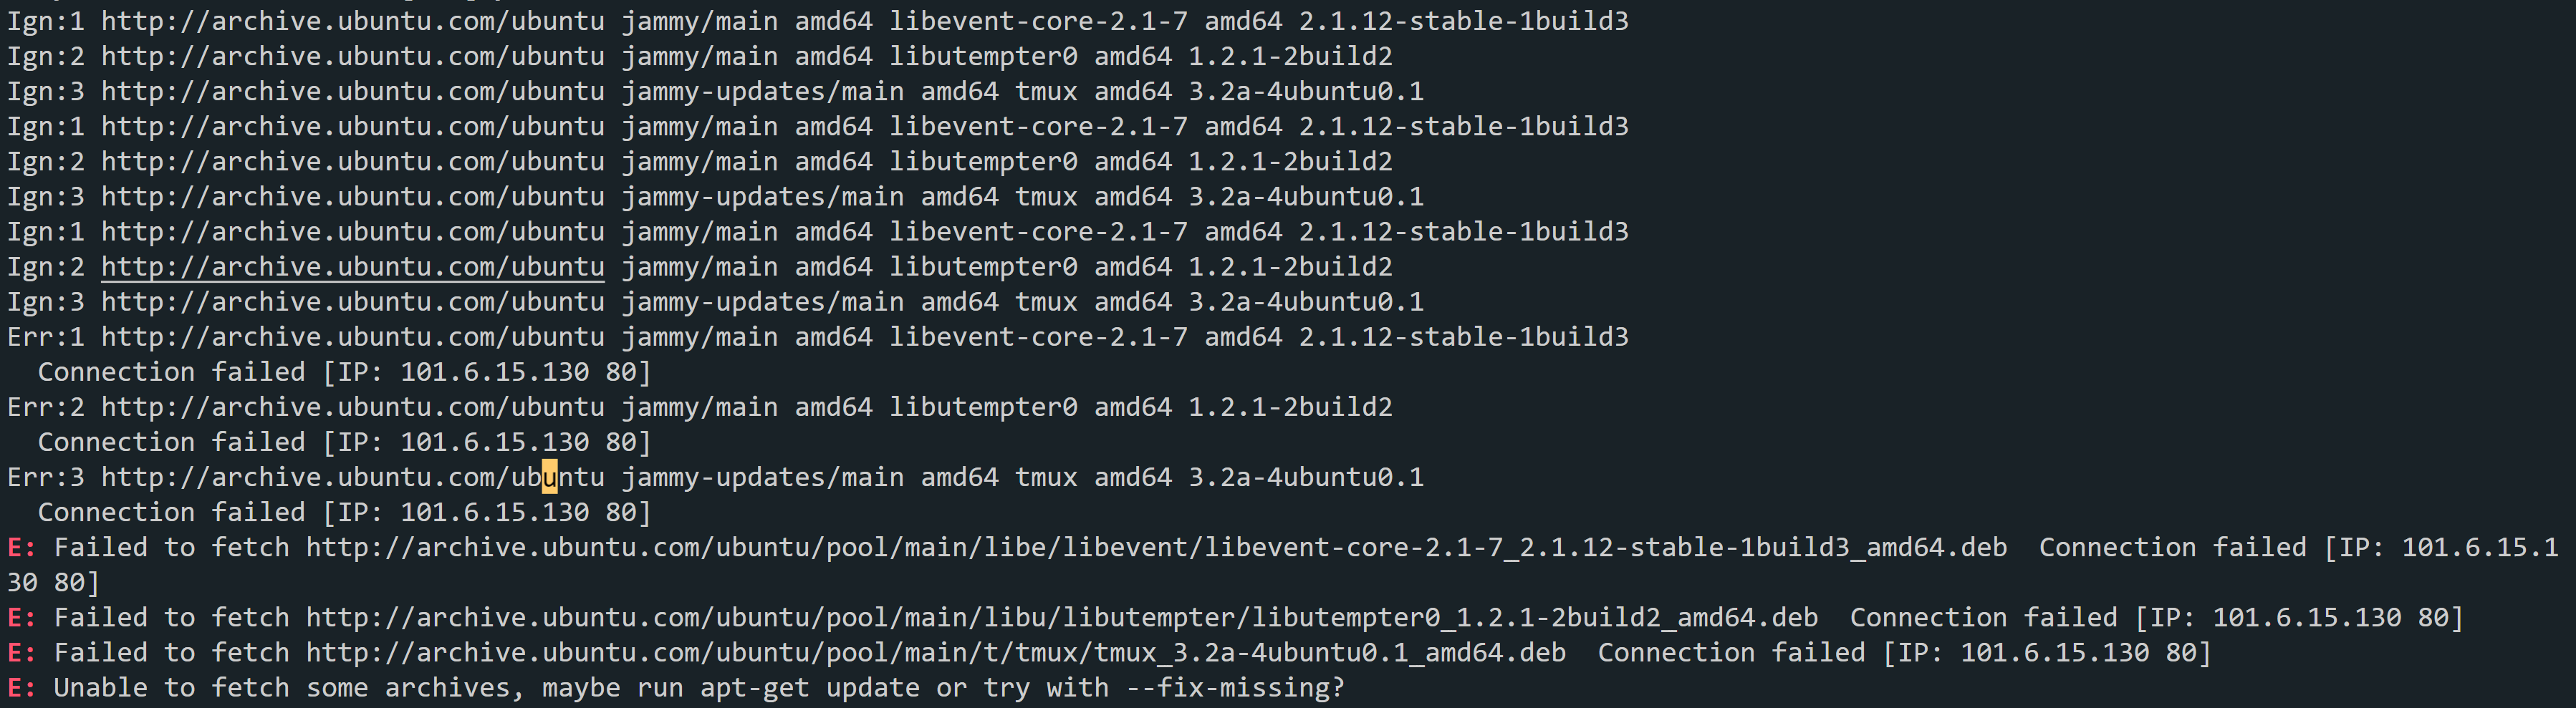 Ign:1 http://archive.ubuntu.com/ubuntu jammy/main amd64 libevent-core-2.1-7 amd64 2.1.12-stable-1build3
Ign:2 http://archive.ubuntu.com/ubuntu jammy/main amd64 libutempter0 amd64 1.2.1-2build2
Ign:3 http://archive.ubuntu.com/ubuntu jammy-updates/main amd64 tmux amd64 3.2a-4ubuntu0.1
Ign:1 http://archive.ubuntu.com/ubuntu jammy/main amd64 libevent-core-2.1-7 amd64 2.1.12-stable-1build3
Ign:2 http://archive.ubuntu.com/ubuntu jammy/main amd64 libutempter0 amd64 1.2.1-2build2
Ign:3 http://archive.ubuntu.com/ubuntu jammy-updates/main amd64 tmux amd64 3.2a-4ubuntu0.1
Ign:1 http://archive.ubuntu.com/ubuntu jammy/main amd64 libevent-core-2.1-7 amd64 2.1.12-stable-1build3
Ign:2 http://archive.ubuntu.com/ubuntu jammy/main amd64 libutempter0 amd64 1.2.1-2build2
Ign:3 http://archive.ubuntu.com/ubuntu jammy-updates/main amd64 tmux amd64 3.2a-4ubuntu0.1
Err:1 http://archive.ubuntu.com/ubuntu jammy/main amd64 libevent-core-2.1-7 amd64 2.1.12-stable-1build3
  Connection failed [IP: 101.6.15.130 80]
Err:2 http://archive.ubuntu.com/ubuntu jammy/main amd64 libutempter0 amd64 1.2.1-2build2
  Connection failed [IP: 101.6.15.130 80]
Err:3 http://archive.ubuntu.com/ubuntu jammy-updates/main amd64 tmux amd64 3.2a-4ubuntu0.1
  Connection failed [IP: 101.6.15.130 80]
E: Failed to fetch http://archive.ubuntu.com/ubuntu/pool/main/libe/libevent/libevent-core-2.1-7_2.1.12-stable-1build3_amd64.deb  Connection failed [IP: 101.6.15.1
30 80]
E: Failed to fetch http://archive.ubuntu.com/ubuntu/pool/main/libu/libutempter/libutempter0_1.2.1-2build2_amd64.deb  Connection failed [IP: 101.6.15.130 80]
E: Failed to fetch http://archive.ubuntu.com/ubuntu/pool/main/t/tmux/tmux_3.2a-4ubuntu0.1_amd64.deb  Connection failed [IP: 101.6.15.130 80]
E: Unable to fetch some archives, maybe run apt-get update or try with --fix-missing?